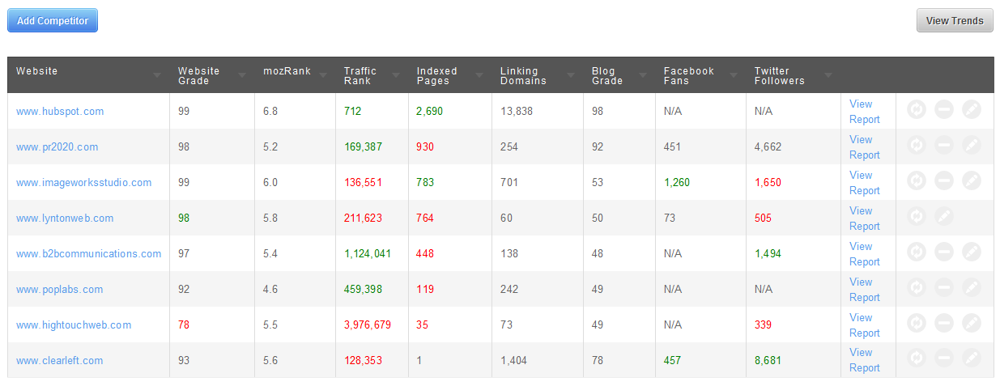 Add Competitor View Trends
Website Website Grade mozRank Traffic Rank Indexed Pages Linking Domains Blog Grade Facebook Fans Twitter Followers
www.hubspot.com 99 6.8 712 2,690 13,838 98 N/A N/A View Report
www.pr2020.com 98 5.2 169,387 930 254 92 451 4,662 View Report
www.imageworksstudio.com 99 6.0 136,551 783 701 53 1,260 1,650 View Report
www.lyntonweb.com 98 5.8 211,623 764 60 50 73 505 View Report
www.b2bcommunications.com 97 5.4 1,124,041 448 138 48 N/A 1,494 View Report
www.poplabs.com 92 4.6 459,398 119 242 49 N/A N/A View Report
www.hightouchweb.com 78 5.5 3,976,679 35 73 49 N/A 339 View Report
www.clearleft.com 93 5.6 128,353 1 1,404 78 457 8,681 View Report